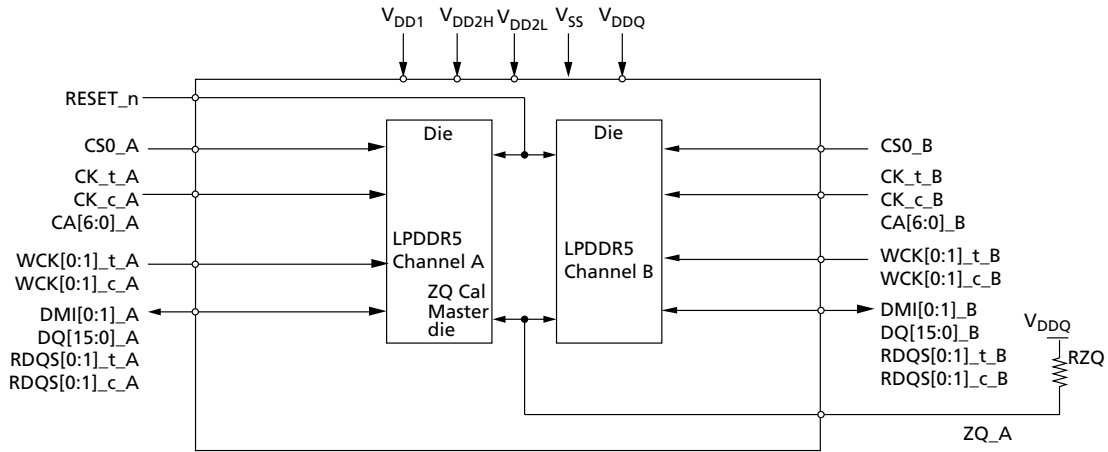 VDD1 VDD2H VDD2L VSS VDDQ
RESET_n
CS0_A
CK_t_A
CK_c_A
CA[6:0]_A
WCK[0:1]_t_A
WCK[0:1]_c_A
DMI[0:1]_A
DQ[15:0]_A
RDQS[0:1]_t_A
RDQS[0:1]_c_A
Die
LPDDR5
Channel A
ZQ Cal
Master
die
Die
LPDDR5
Channel B
CS0_B
CK_t_B
CK_c_B
CA[6:0]_B
WCK[0:1]_t_B
WCK[0:1]_c_B
DMI[0:1]_B
DQ[15:0]_B
RDQS[0:1]_t_B
RDQS[0:1]_c_B
VDDQ
RZQ
ZQ_A